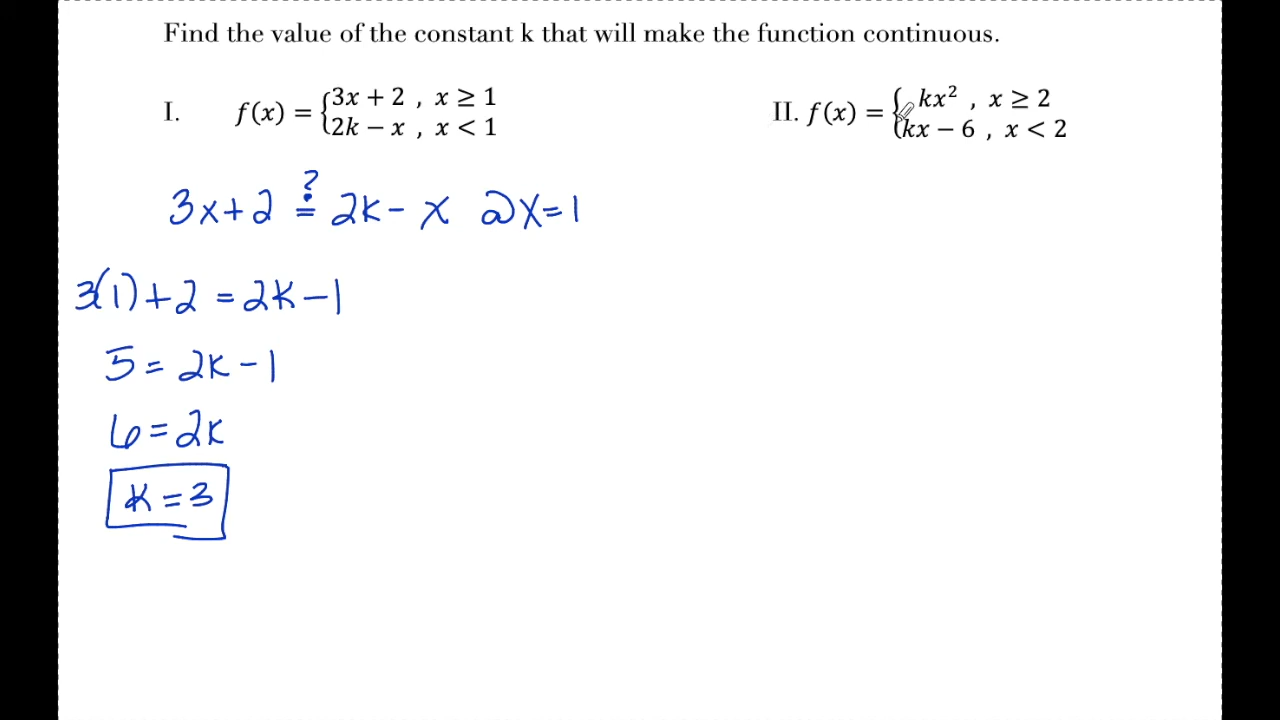 Find the value of the constant k that will make the function continuous.
I. f(x) = {3x + 2 , x ≥ 1
2k − x , x < 1
II. f(x) = { kx² , x ≥ 2
kx − 6 , x < 2
3x+2 ≟ 2k - x @ x=1
3(1)+2 = 2k-1
5 = 2k - 1
6 = 2k
k = 3